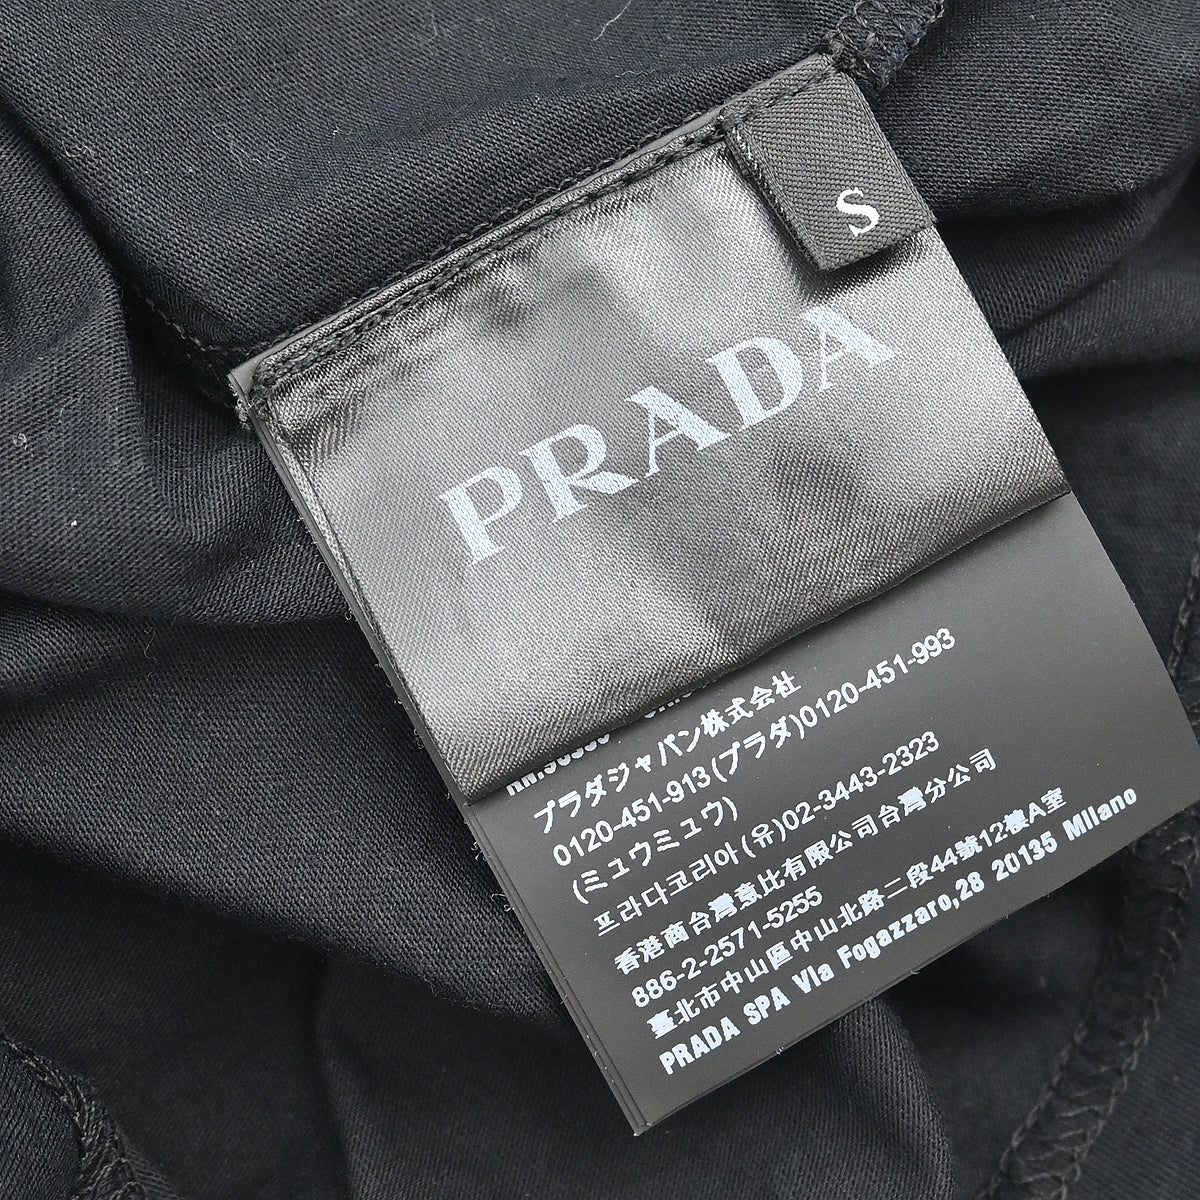 S
PRADA
プラダジャパン株式会社
0120-451-913(プラダ)0120-451-993
(ミュウミュウ)
프라다코리아(유)02-3443-2323
香港商台灣意比有限公司台灣分公司
886-2-2571-5255
臺北市中山區中山北路二段44號12樓A室
PRADA SPA Via Fogazzaro,28 20135 Milano